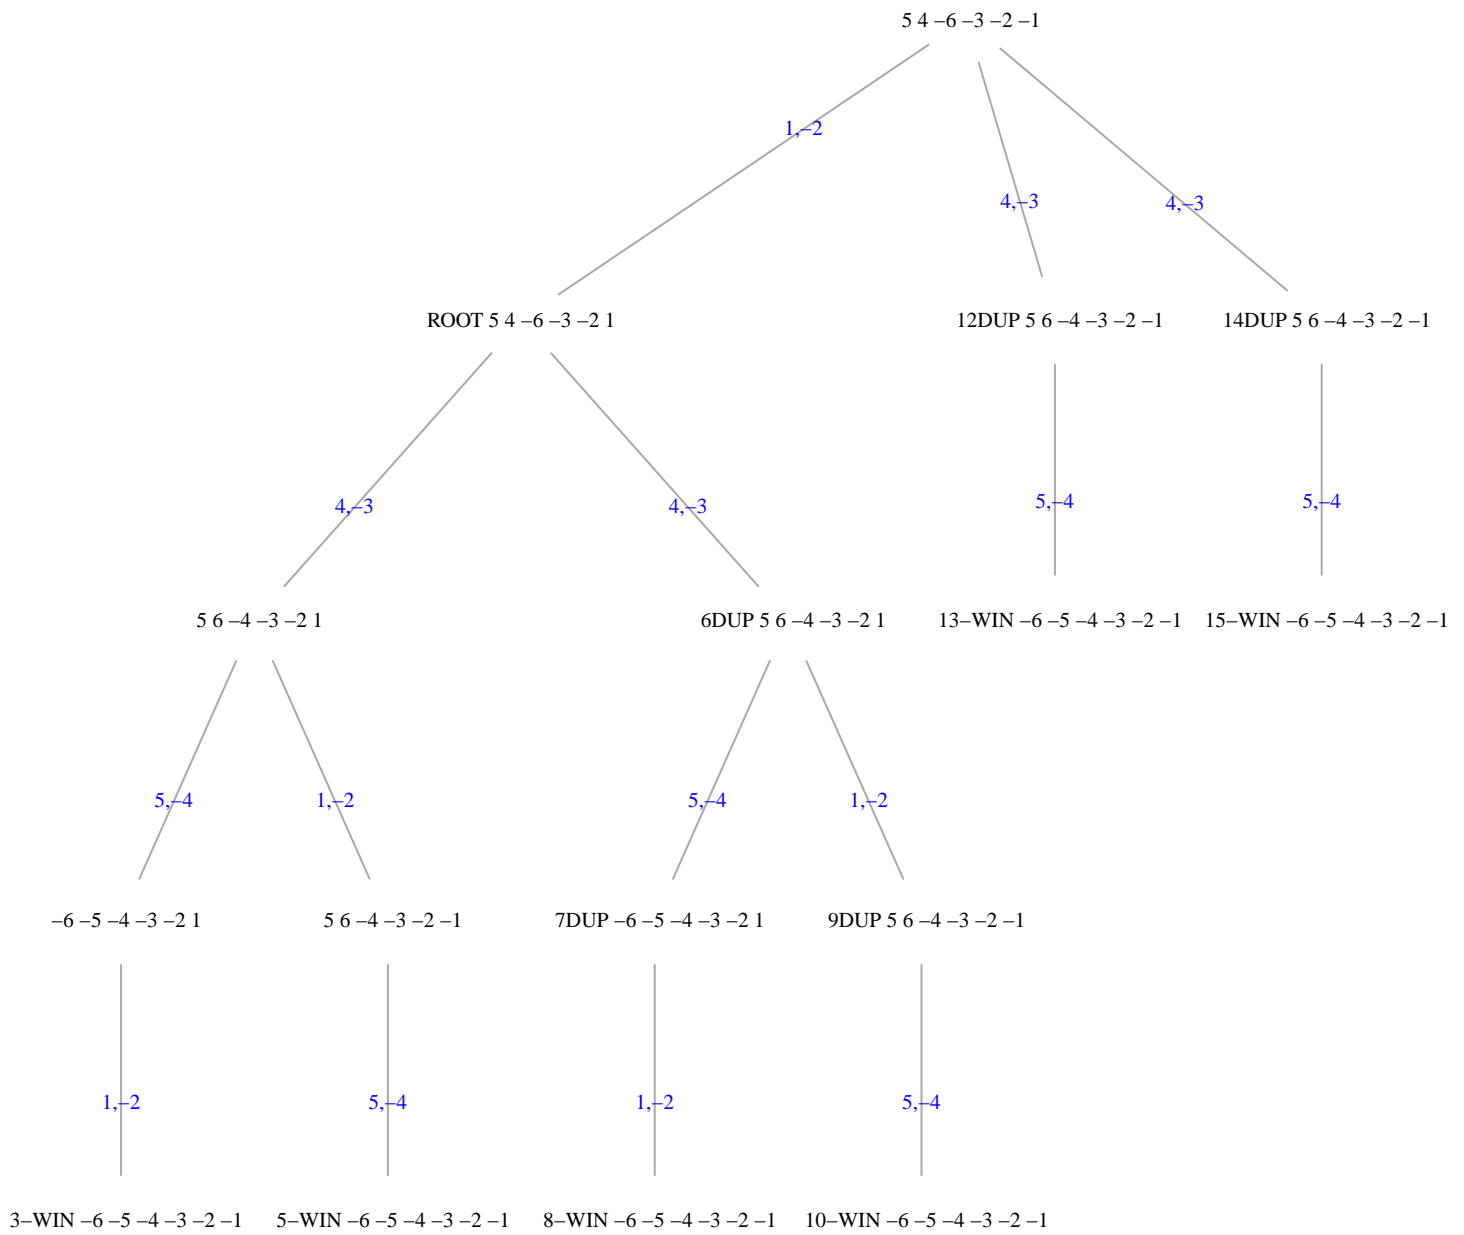 5 4 –6 –3 –2 –1
1,–2
4,–3
4,–3
ROOT 5 4 –6 –3 –2 1
12DUP 5 6 –4 –3 –2 –1
14DUP 5 6 –4 –3 –2 –1
4,–3
4,–3
5,–4
5,–4
5 6 –4 –3 –2 1
6DUP 5 6 –4 –3 –2 1
13–WIN –6 –5 –4 –3 –2 –1
15–WIN –6 –5 –4 –3 –2 –1
5,–4
1,–2
5,–4
1,–2
–6 –5 –4 –3 –2 1
5 6 –4 –3 –2 –1
7DUP –6 –5 –4 –3 –2 1
9DUP 5 6 –4 –3 –2 –1
1,–2
5,–4
1,–2
5,–4
3–WIN –6 –5 –4 –3 –2 –1
5–WIN –6 –5 –4 –3 –2 –1
8–WIN –6 –5 –4 –3 –2 –1
10–WIN –6 –5 –4 –3 –2 –1